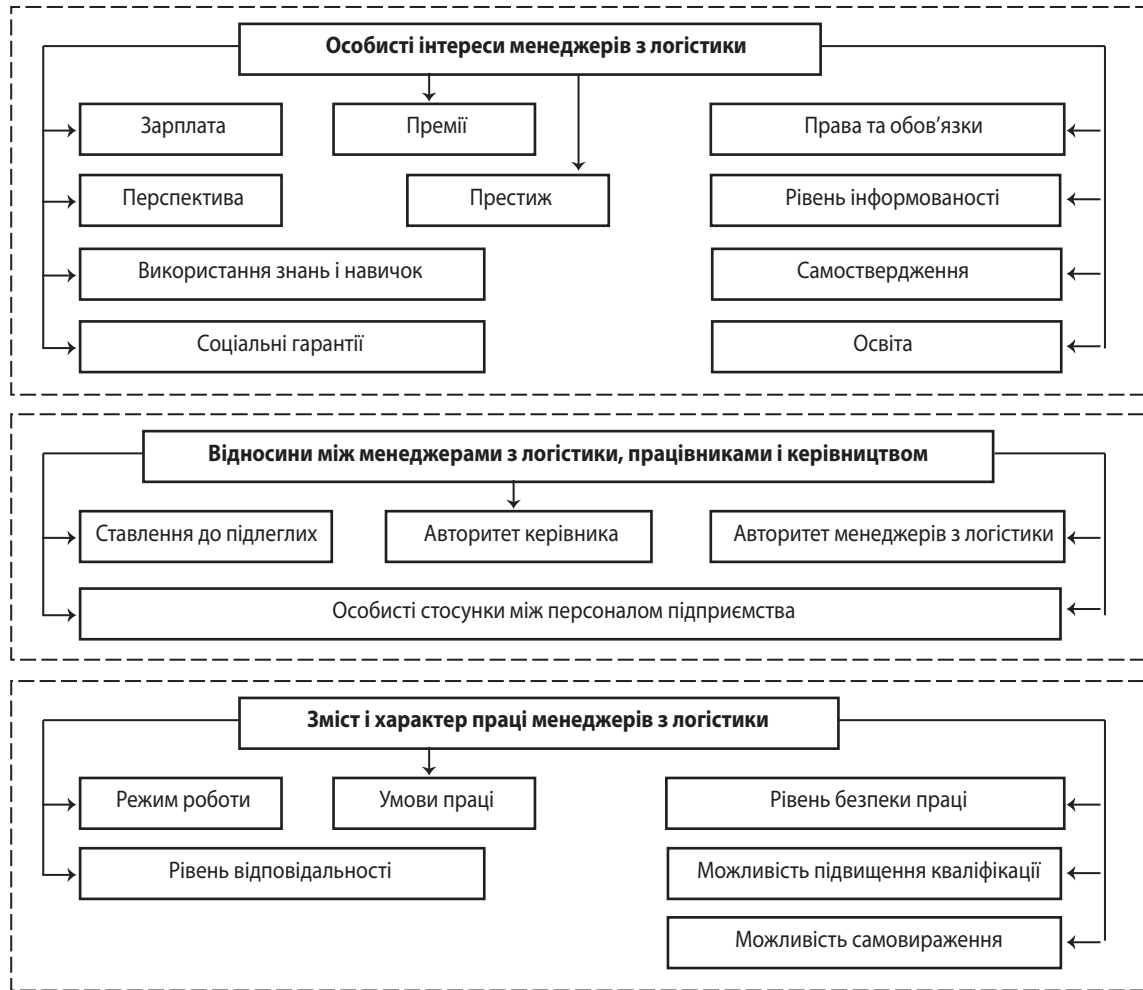 Особисті інтереси менеджерів з логістики
Зарплата
Премії
Права та обов’язки
Перспектива
Престиж
Рівень інформованості
Використання знань і навичок
Самоствердження
Соціальні гарантії
Освіта
Відносини між менеджерами з логістики, працівниками і керівництвом
Ставлення до підлеглих
Авторитет керівника
Авторитет менеджерів з логістики
Особисті стосунки між персоналом підприємства
Зміст і характер праці менеджерів з логістики
Режим роботи
Умови праці
Рівень безпеки праці
Рівень відповідальності
Можливість підвищення кваліфікації
Можливість самовираження